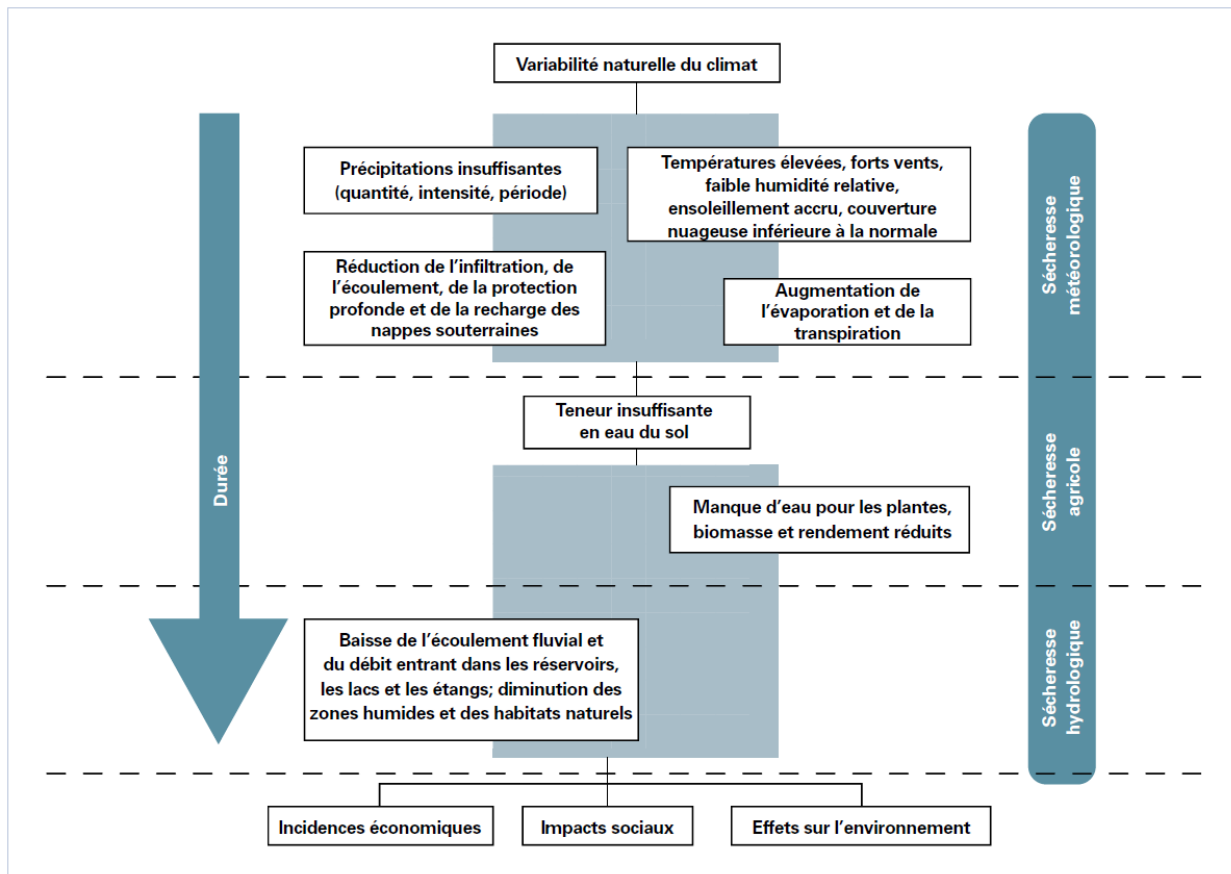 Variabilité naturelle du climat
Précipitations insuffisantes
(quantité, intensité, période)
Températures élevées, forts vents,
faible humidité relative,
ensoleillement accru, couverture
nuageuse inférieure à la normale
Réduction de l'infiltration, de
l'écoulement, de la protection
profonde et de la recharge des
nappes souterraines
Augmentation de
l'évaporation et de la
transpiration
Sécheresse
météorologique
Durée
Teneur insuffisante
en eau du sol
Manque d'eau pour les plantes,
biomasse et rendement réduits
Sécheresse
agricole
Baisse de l'écoulement fluvial et
du débit entrant dans les réservoirs,
les lacs et les étangs; diminution des
zones humides et des habitats naturels
Sécheresse
hydrologique
Incidences économiques
Impacts sociaux
Effets sur l'environnement